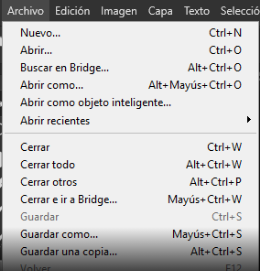 Archivo Edición Imagen Capa Texto Selecció
Nuevo... Ctrl+N
Abrir... Ctrl+O
Buscar en Bridge... Alt+Ctrl+O
Abrir como... Alt+Mayús+Ctrl+O
Abrir como objeto inteligente...
Abrir recientes
Cerrar Ctrl+W
Cerrar todo Alt+Ctrl+W
Cerrar otros Alt+Ctrl+P
Cerrar e ir a Bridge... Mayús+Ctrl+W
Guardar Ctrl+S
Guardar como... Mayús+Ctrl+S
Guardar una copia... Alt+Ctrl+S
Volver F12